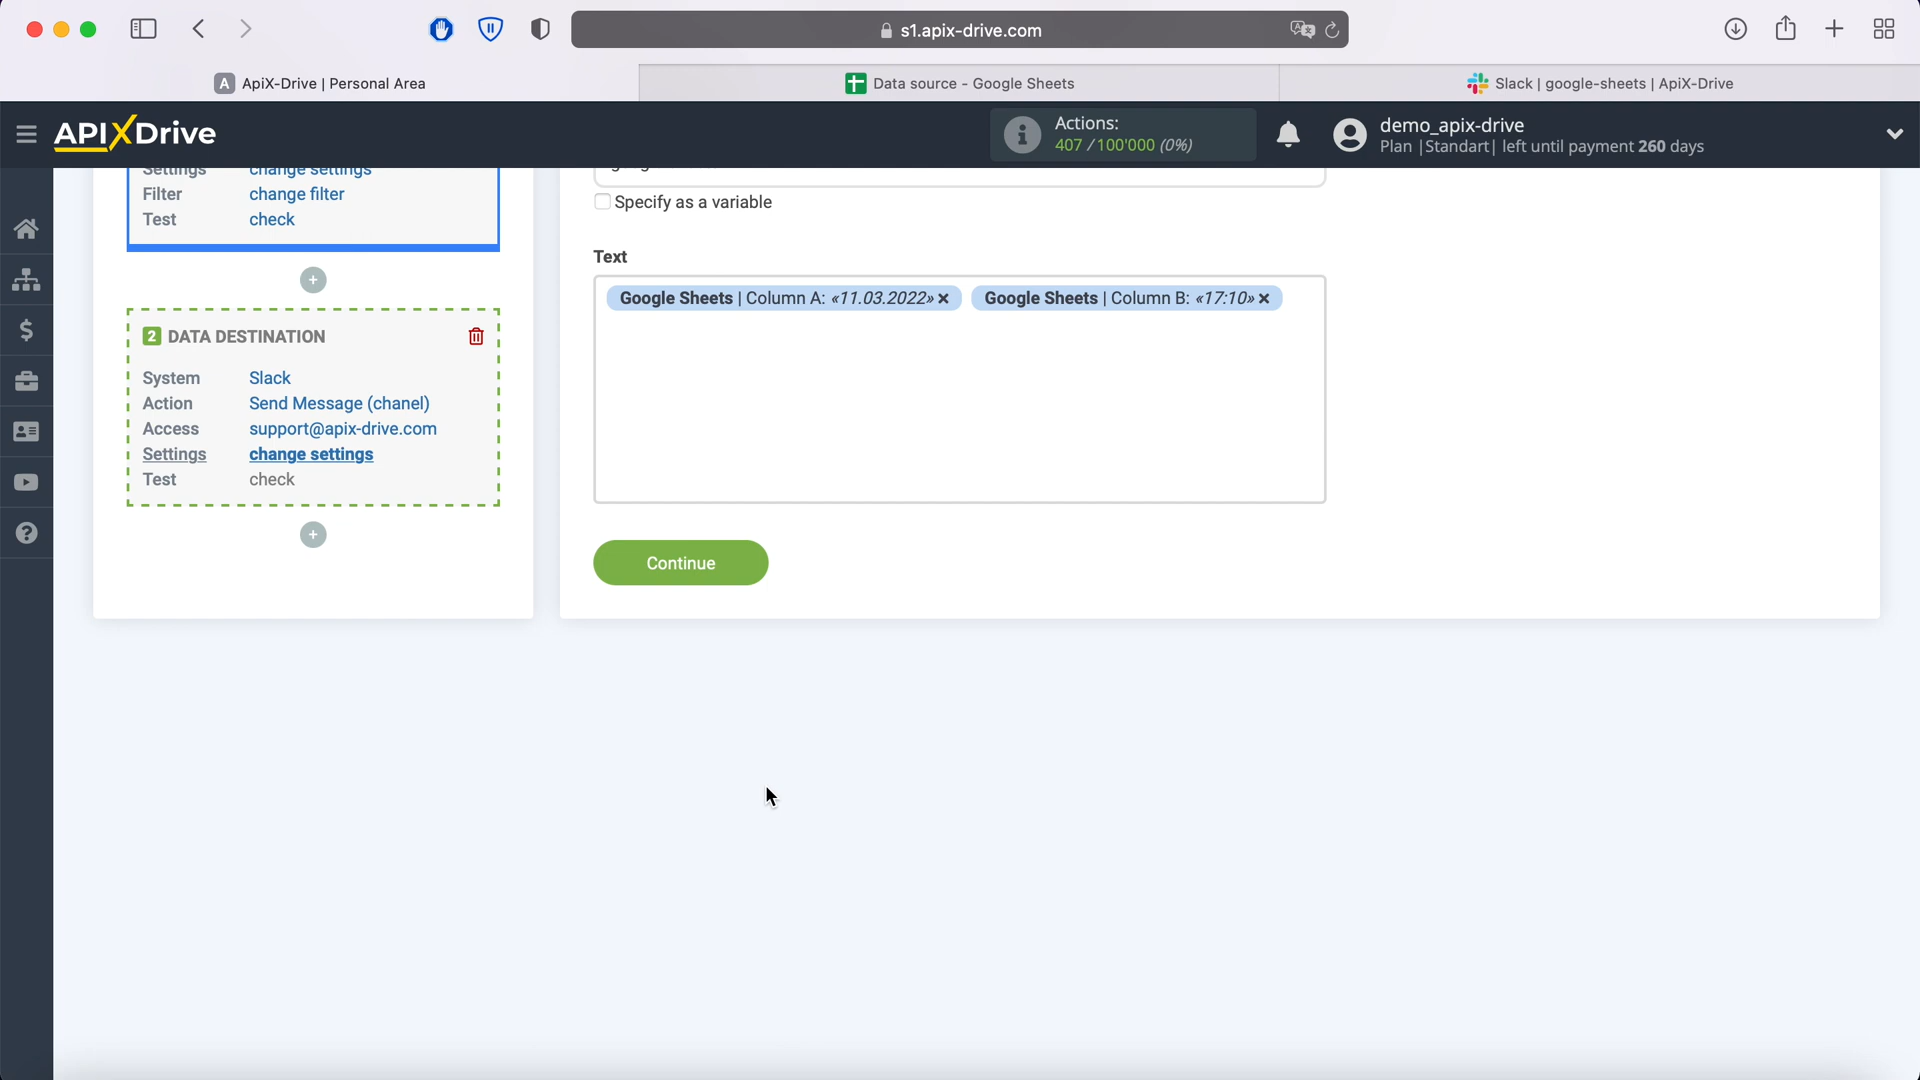 s1.apix-drive.com
A ApiX-Drive | Personal Area
Data source - Google Sheets
Slack | google-sheets | ApiX-Drive
APIXDrive
Actions:
407 / 100'000 (0%)
demo_apix-drive
Plan |Standart| left until payment 260 days
Settings change settings
Filter change filter
Test check
2 DATA DESTINATION
System Slack
Action Send Message (chanel)
Access support@apix-drive.com
Settings change settings
Test check
Specify as a variable
Text
Google Sheets | Column A: «11.03.2022» × Google Sheets | Column B: «17:10» ×
Continue